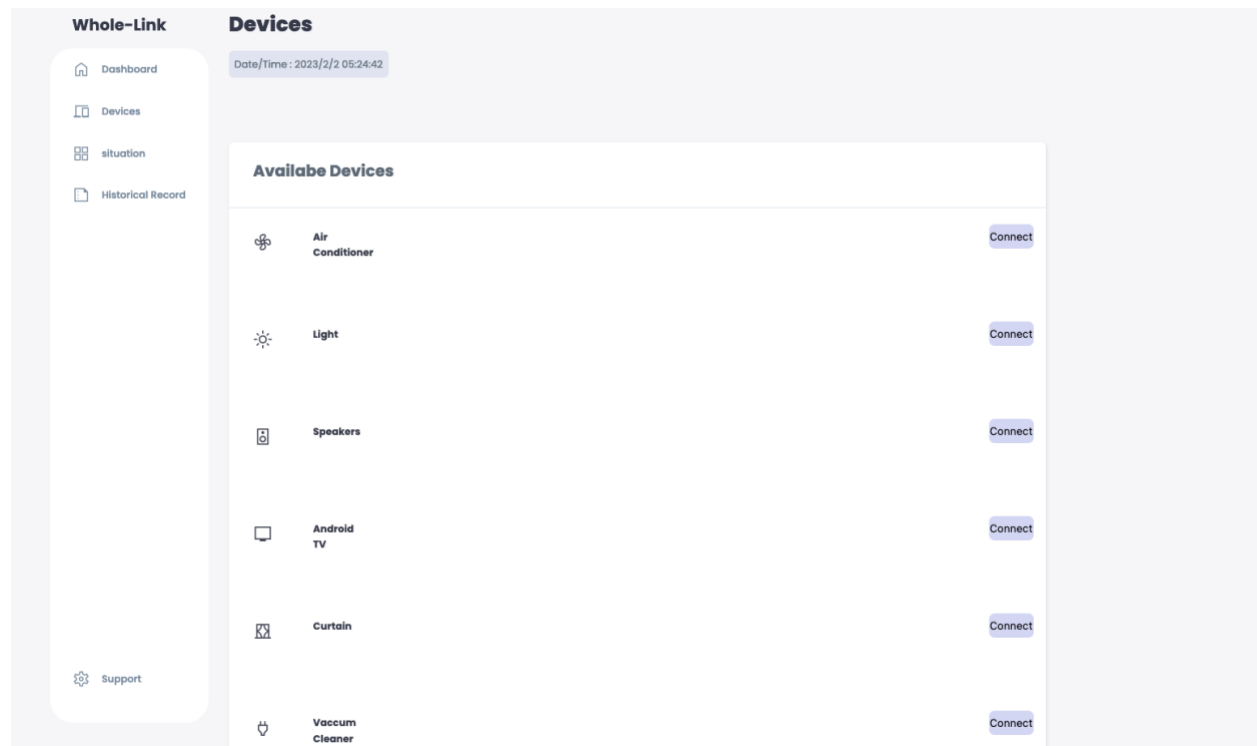 Whole-Link
Dashboard
Devices
situation
Historical Record
Support
Devices
Date/Time : 2023/2/2 05:24:42
Availabe Devices
Air
Conditioner
Connect
Light
Connect
Speakers
Connect
Android
TV
Connect
Curtain
Connect
Vaccum
Cleaner
Connect